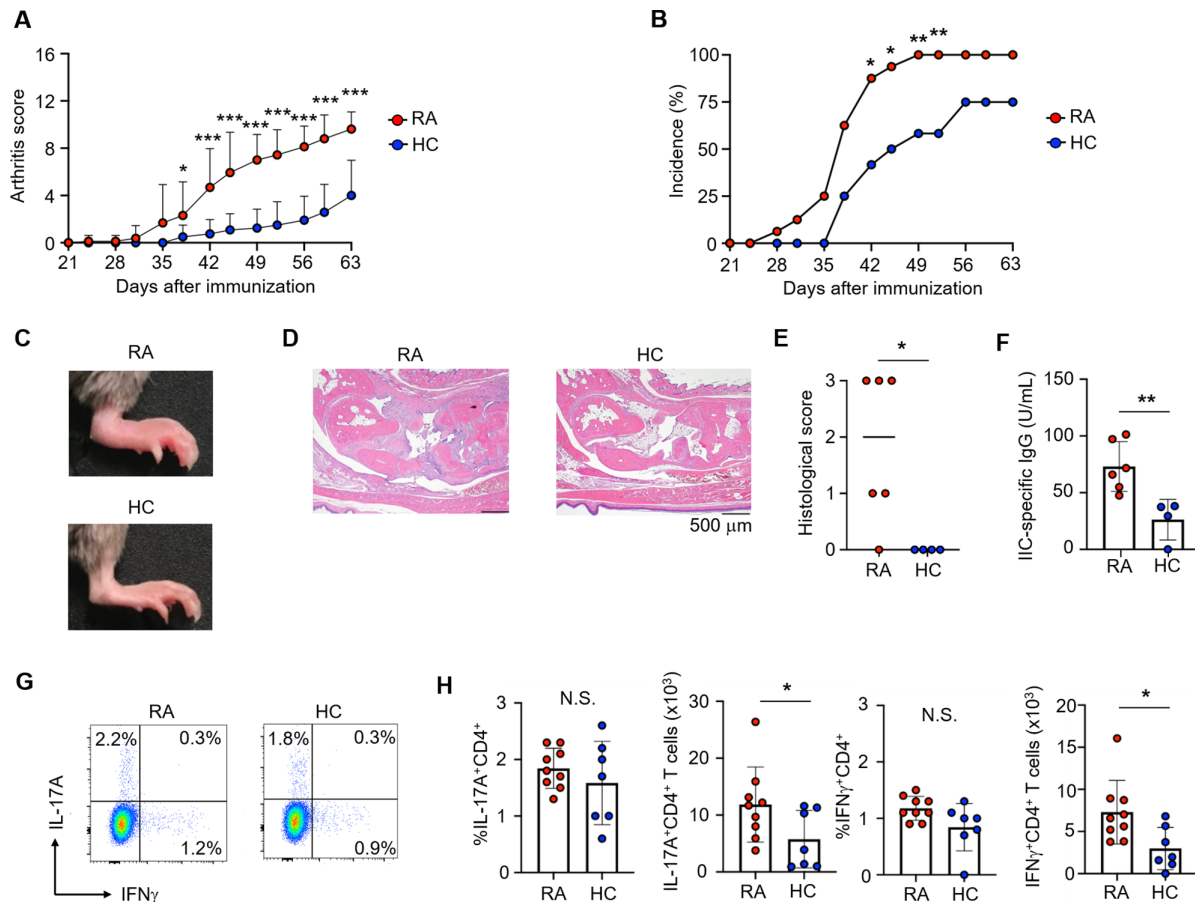 A
Arthritis score
16
12
8
4
0
21 28 35 42 49 56 63
Days after immunization
* *** *** *** *** *** *** ***
RA
HC
B
Incidence (%)
100
75
50
25
0
21 28 35 42 49 56 63
Days after immunization
* * ** **
RA
HC
C
RA
HC
D
RA HC
500 μm
E
Histological score
3
2
1
0
*
RA HC
F
IIC-specific IgG (U/mL)
150
100
50
0
**
RA HC
G
RA HC
2.2% 0.3%
1.2%
1.8% 0.3%
0.9%
IL-17A
IFNγ
H
%IL-17A⁺CD4⁺
3
2
1
0
N.S.
RA HC
IL-17A⁺CD4⁺ T cells (x10³)
30
20
10
0
*
RA HC
%IFNγ⁺CD4⁺
3
2
1
0
N.S.
RA HC
IFNγ⁺CD4⁺ T cells (x10³)
20
15
10
5
0
*
RA HC